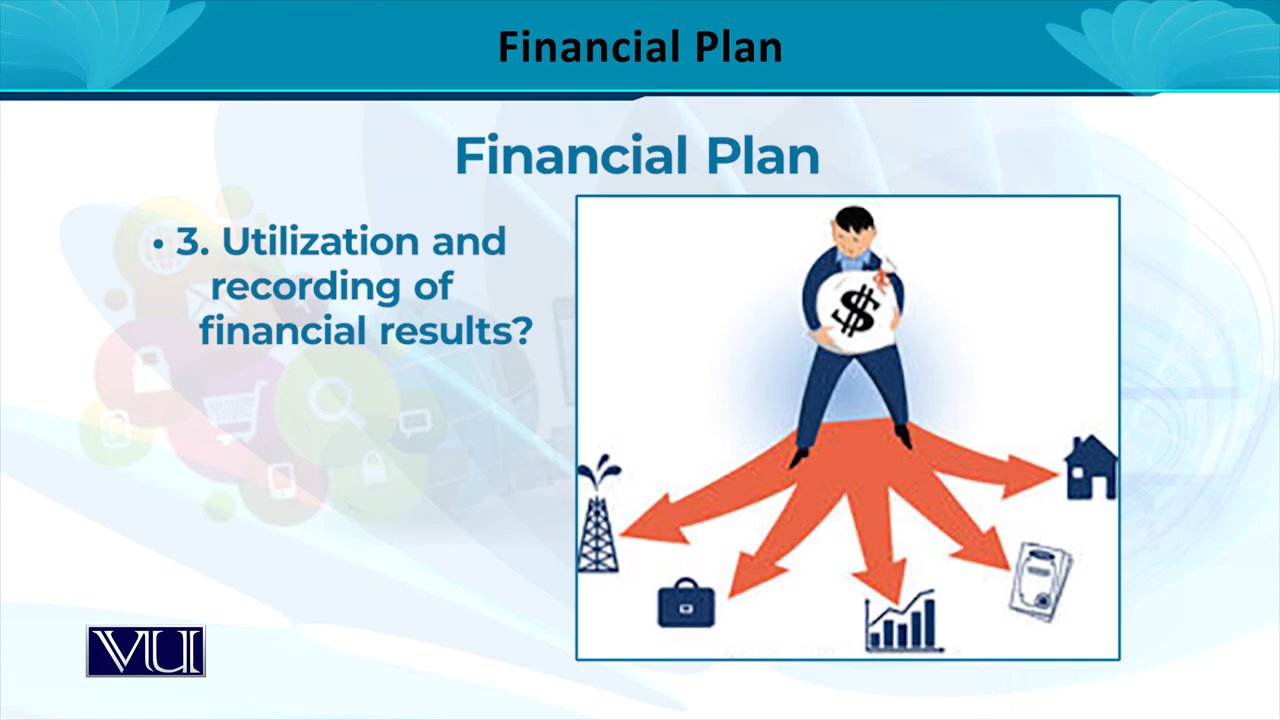 Financial Plan
Financial Plan
• 3. Utilization and
recording of
financial results?
$
VU